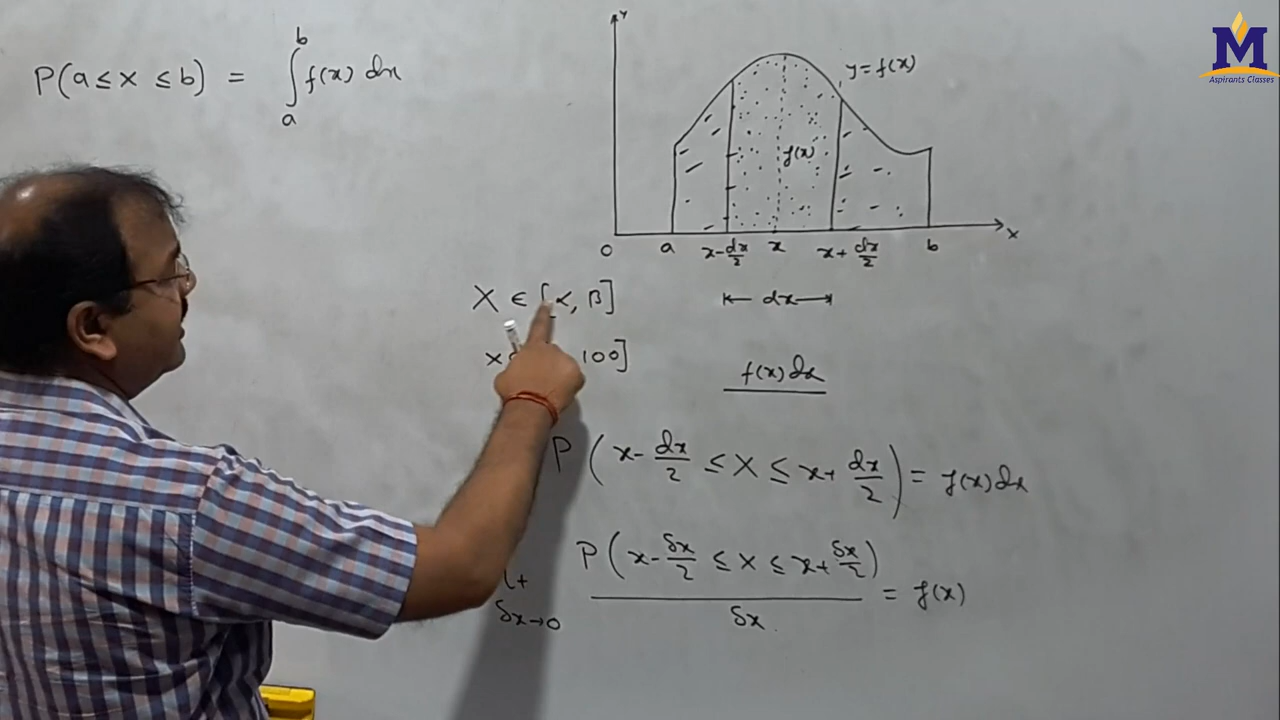 P(a ≤ X ≤ b) = ∫ₐᵇ f(x) dx
Y
y = f(x)
f(x)
O a x-dx/2 x x+dx/2 b X
X ∈ [α, β]
dx
X 100]
f(x)dx
P(x-dx/2 ≤ X ≤ x+dx/2) = f(x)dx
lt δx→0 P(x-δx/2 ≤ X ≤ x+δx/2) / δx = f(x)
M
Aspirants Classes